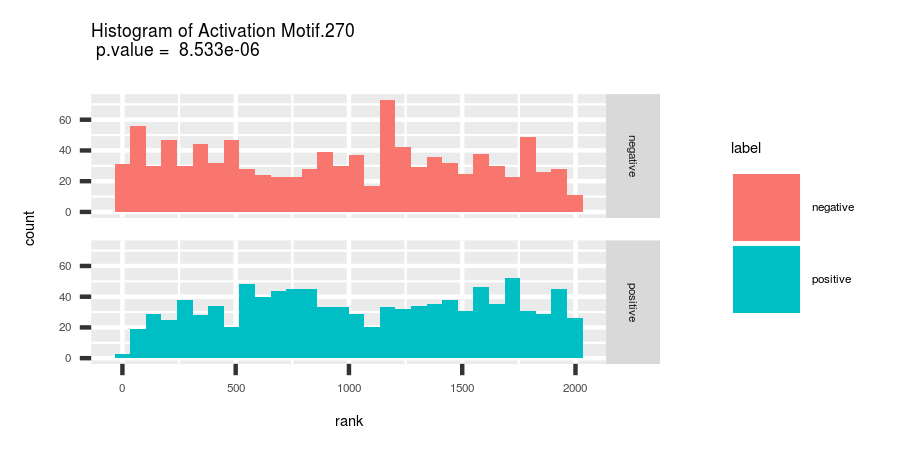 Histogram of Activation Motif.270
p.value = 8.533e-06
count
60
40
20
0
negative
60
40
20
0
positive
0 500 1000 1500 2000
rank
label
negative
positive